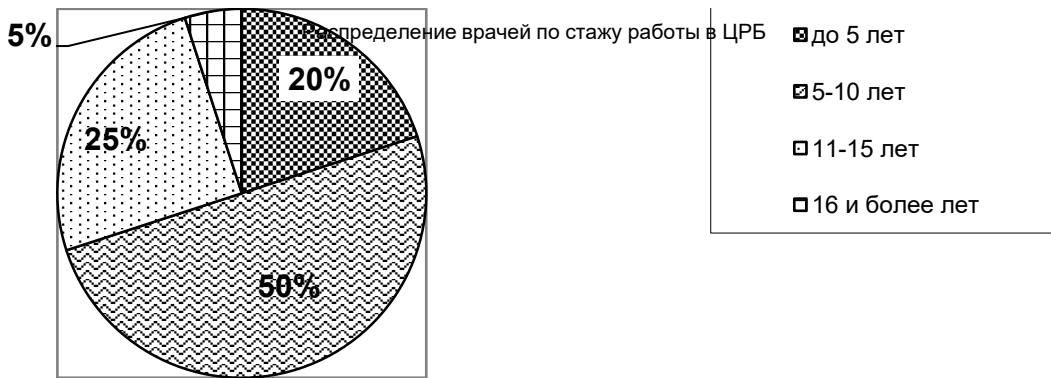 5%
Распределение врачей по стажу работы в ЦРБ
20%
25%
50%
до 5 лет
5-10 лет
11-15 лет
16 и более лет